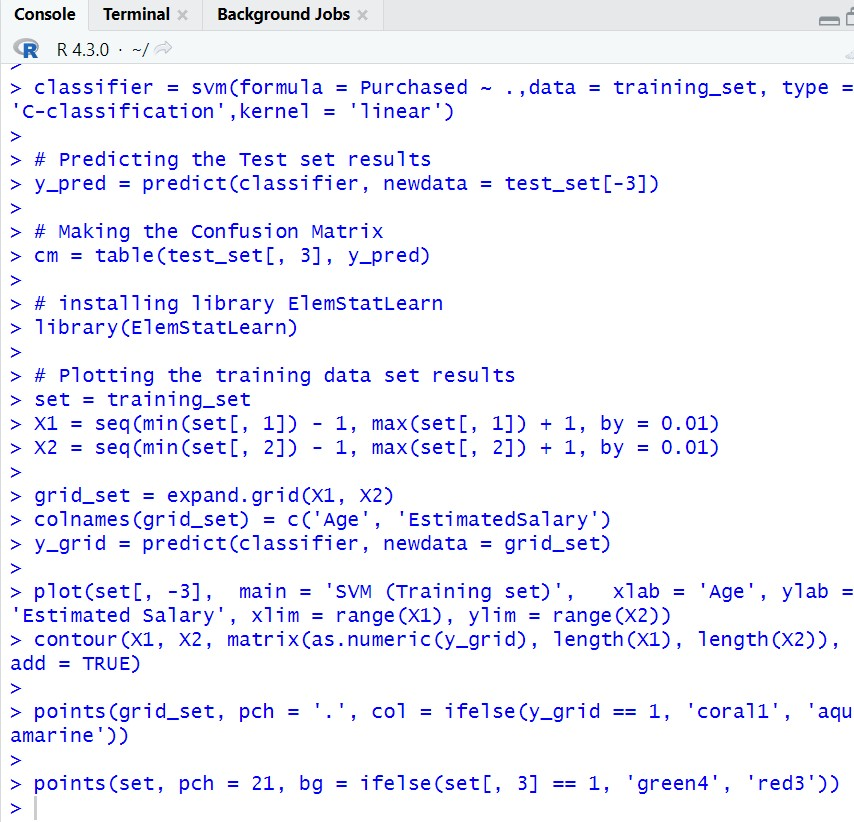 Console Terminal × Background Jobs ×
R R 4.3.0 · ~/
>
> classifier = svm(formula = Purchased ~ .,data = training_set, type =
'C-classification',kernel = 'linear')
>
> # Predicting the Test set results
> y_pred = predict(classifier, newdata = test_set[-3])
>
> # Making the Confusion Matrix
> cm = table(test_set[, 3], y_pred)
>
> # installing library ElemStatLearn
> library(ElemStatLearn)
>
> # Plotting the training data set results
> set = training_set
> X1 = seq(min(set[, 1]) - 1, max(set[, 1]) + 1, by = 0.01)
> X2 = seq(min(set[, 2]) - 1, max(set[, 2]) + 1, by = 0.01)
>
> grid_set = expand.grid(X1, X2)
> colnames(grid_set) = c('Age', 'EstimatedSalary')
> y_grid = predict(classifier, newdata = grid_set)
>
> plot(set[, -3],  main = 'SVM (Training set)',   xlab = 'Age', ylab =
'Estimated Salary', xlim = range(X1), ylim = range(X2))
> contour(X1, X2, matrix(as.numeric(y_grid), length(X1), length(X2)),
add = TRUE)
>
> points(grid_set, pch = '.', col = ifelse(y_grid == 1, 'coral1', 'aqu
amarine'))
>
> points(set, pch = 21, bg = ifelse(set[, 3] == 1, 'green4', 'red3'))
>